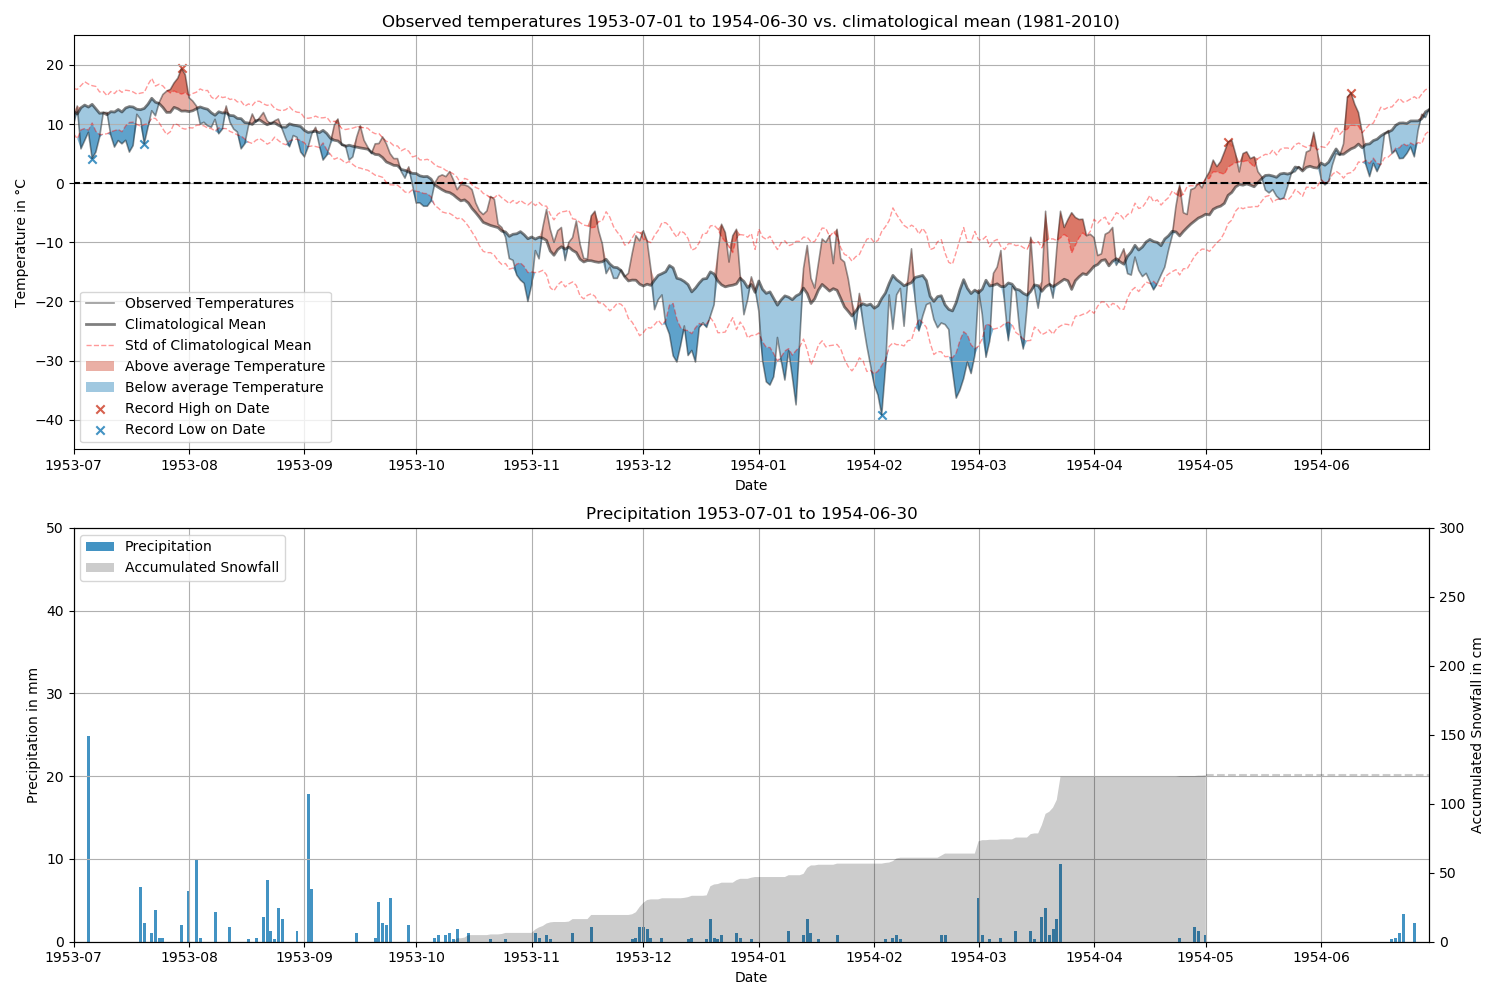 Observed temperatures 1953-07-01 to 1954-06-30 vs. climatological mean (1981-2010)
20
10
0
−10
−20
−30
−40
Temperature in °C
Observed Temperatures
Climatological Mean
Std of Climatological Mean
Above average Temperature
Below average Temperature
Record High on Date
Record Low on Date
1953-07 1953-08 1953-09 1953-10 1953-11 1953-12 1954-01 1954-02 1954-03 1954-04 1954-05 1954-06
Date
Precipitation 1953-07-01 to 1954-06-30
50
40
30
20
10
0
Precipitation in mm
Precipitation
Accumulated Snowfall
300
250
200
150
100
50
0
Accumulated Snowfall in cm
1953-07 1953-08 1953-09 1953-10 1953-11 1953-12 1954-01 1954-02 1954-03 1954-04 1954-05 1954-06
Date